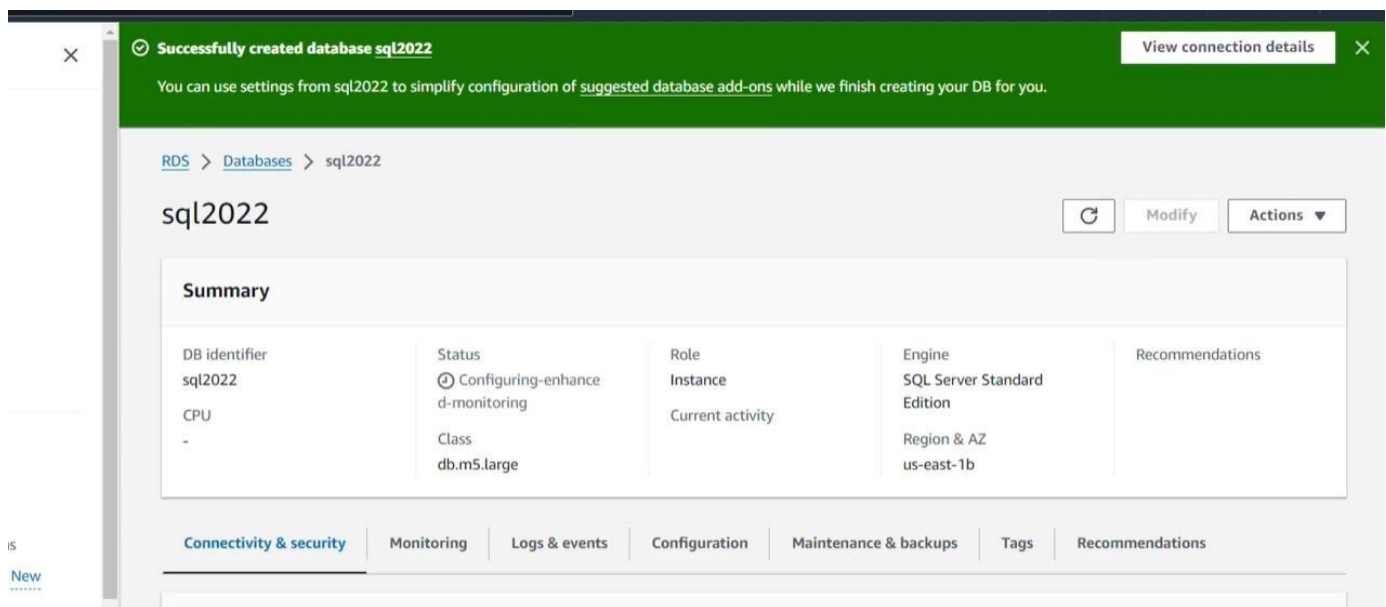 Successfully created database sql2022
View connection details
You can use settings from sql2022 to simplify configuration of suggested database add-ons while we finish creating your DB for you.
RDS > Databases > sql2022
sql2022
Modify
Actions
Summary
DB identifier
sql2022
CPU
-
Status
Configuring-enhance
d-monitoring
Class
db.m5.large
Role
Instance
Current activity
Engine
SQL Server Standard
Edition
Region & AZ
us-east-1b
Recommendations
Connectivity & security
Monitoring
Logs & events
Configuration
Maintenance & backups
Tags
Recommendations
New